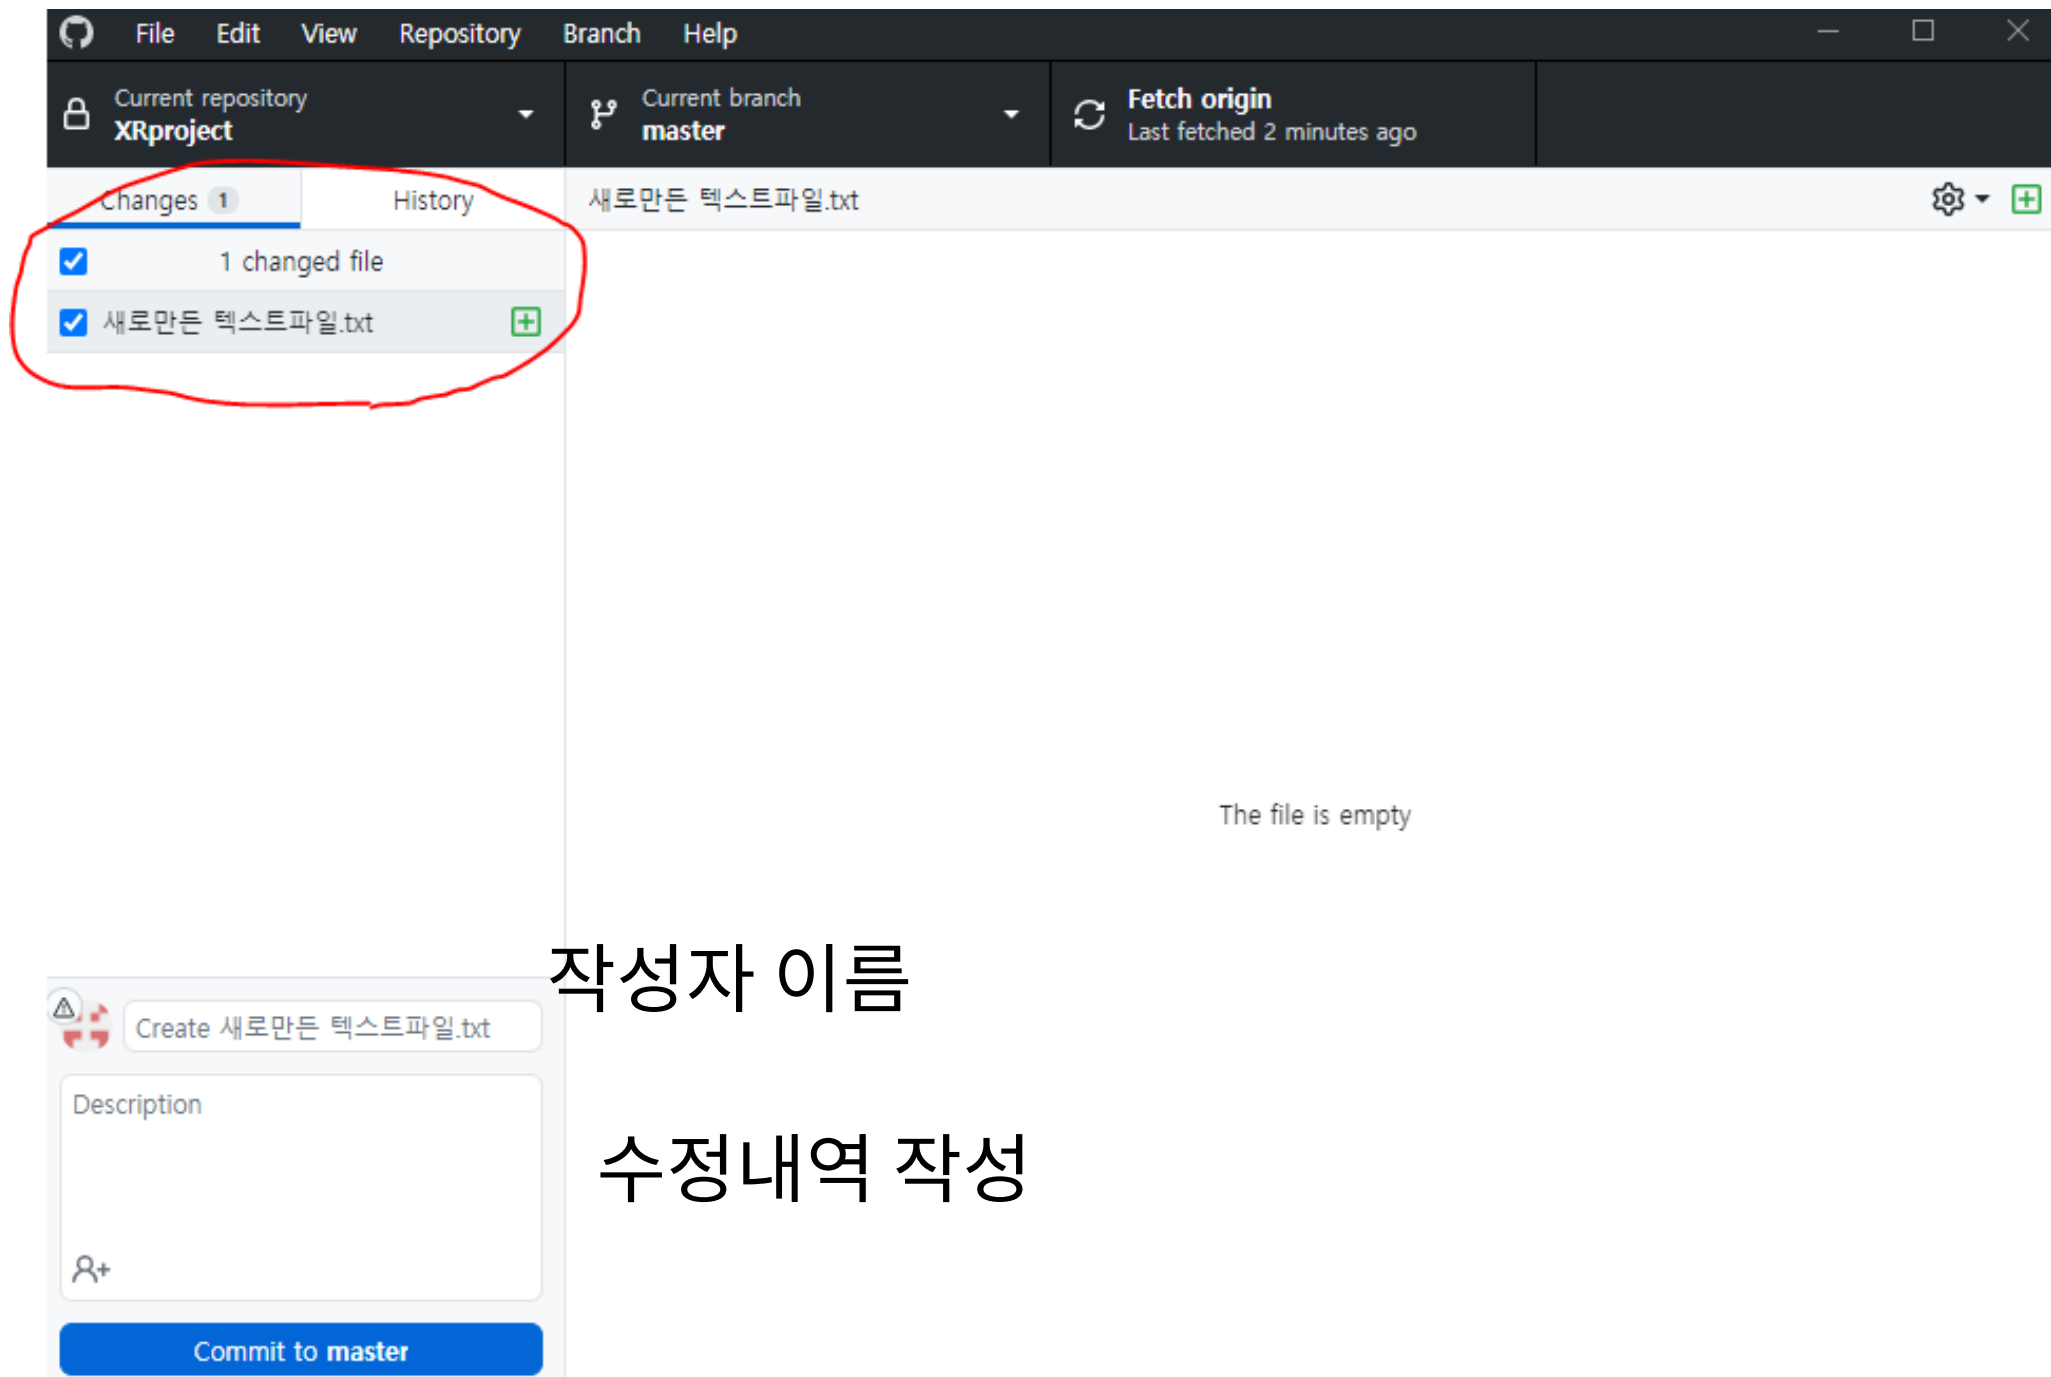 File Edit View Repository Branch Help
Current repository
XRproject
Current branch
master
Fetch origin
Last fetched 2 minutes ago
Changes 1
History
새로만든 텍스트파일.txt
1 changed file
새로만든 텍스트파일.txt
The file is empty
작성자 이름
Create 새로만든 텍스트파일.txt
Description
수정내역 작성
Commit to master